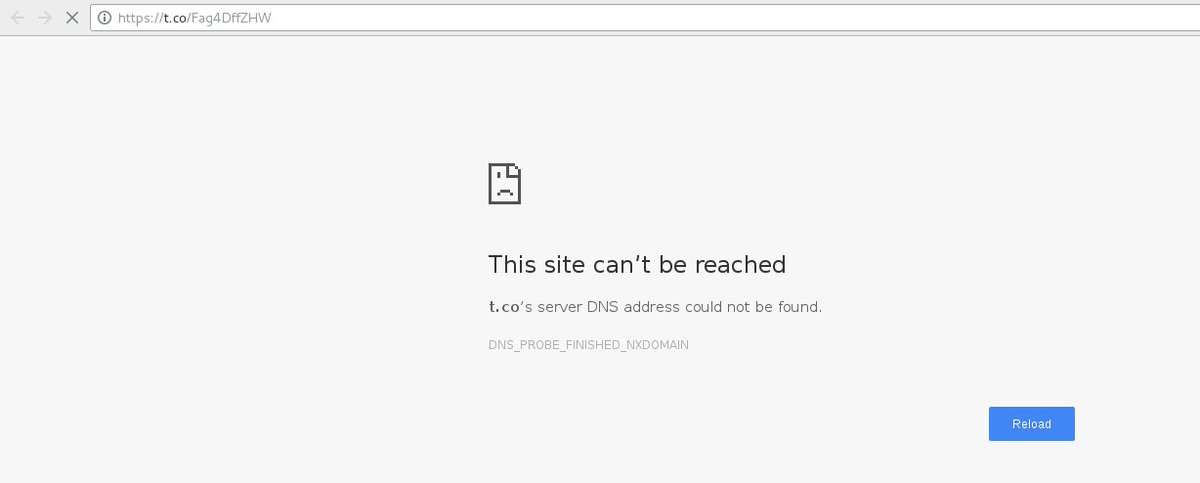 https://t.co/Fag4DffZHW
This site can't be reached
t.co's server DNS address could not be found.
DNS_PROBE_FINISHED_NXDOMAIN
Reload